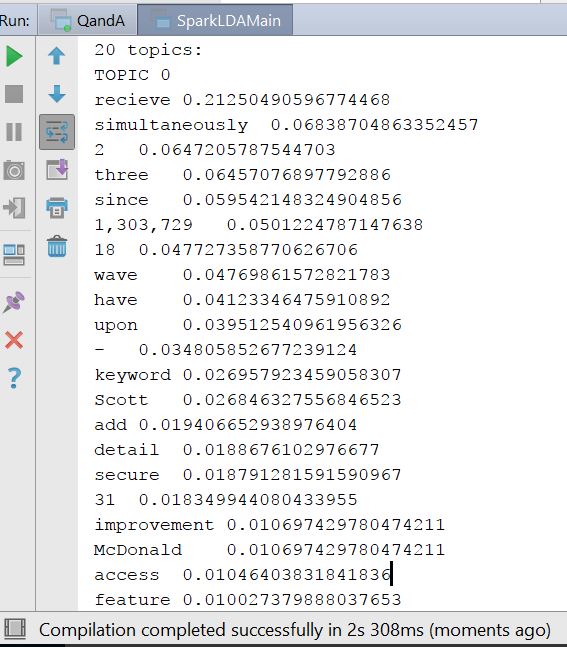 Run: QandA SparkLDAMain
20 topics:
TOPIC 0
recieve 0.21250490596774468
simultaneously 0.06838704863352457
2 0.0647205787544703
three 0.06457076897792886
since 0.059542148324904856
1,303,729 0.0501224787147638
18 0.047727358770626706
wave 0.04769861572821783
have 0.04123346475910892
upon 0.039512540961956326
– 0.034805852677239124
keyword 0.026957923459058307
Scott 0.026846327556846523
add 0.019406652938976404
detail 0.0188676102976677
secure 0.018791281591590967
31 0.018349944080433955
improvement 0.010697429780474211
McDonald 0.010697429780474211
access 0.01046403831841836
feature 0.010027379888037653
Compilation completed successfully in 2s 308ms (moments ago)